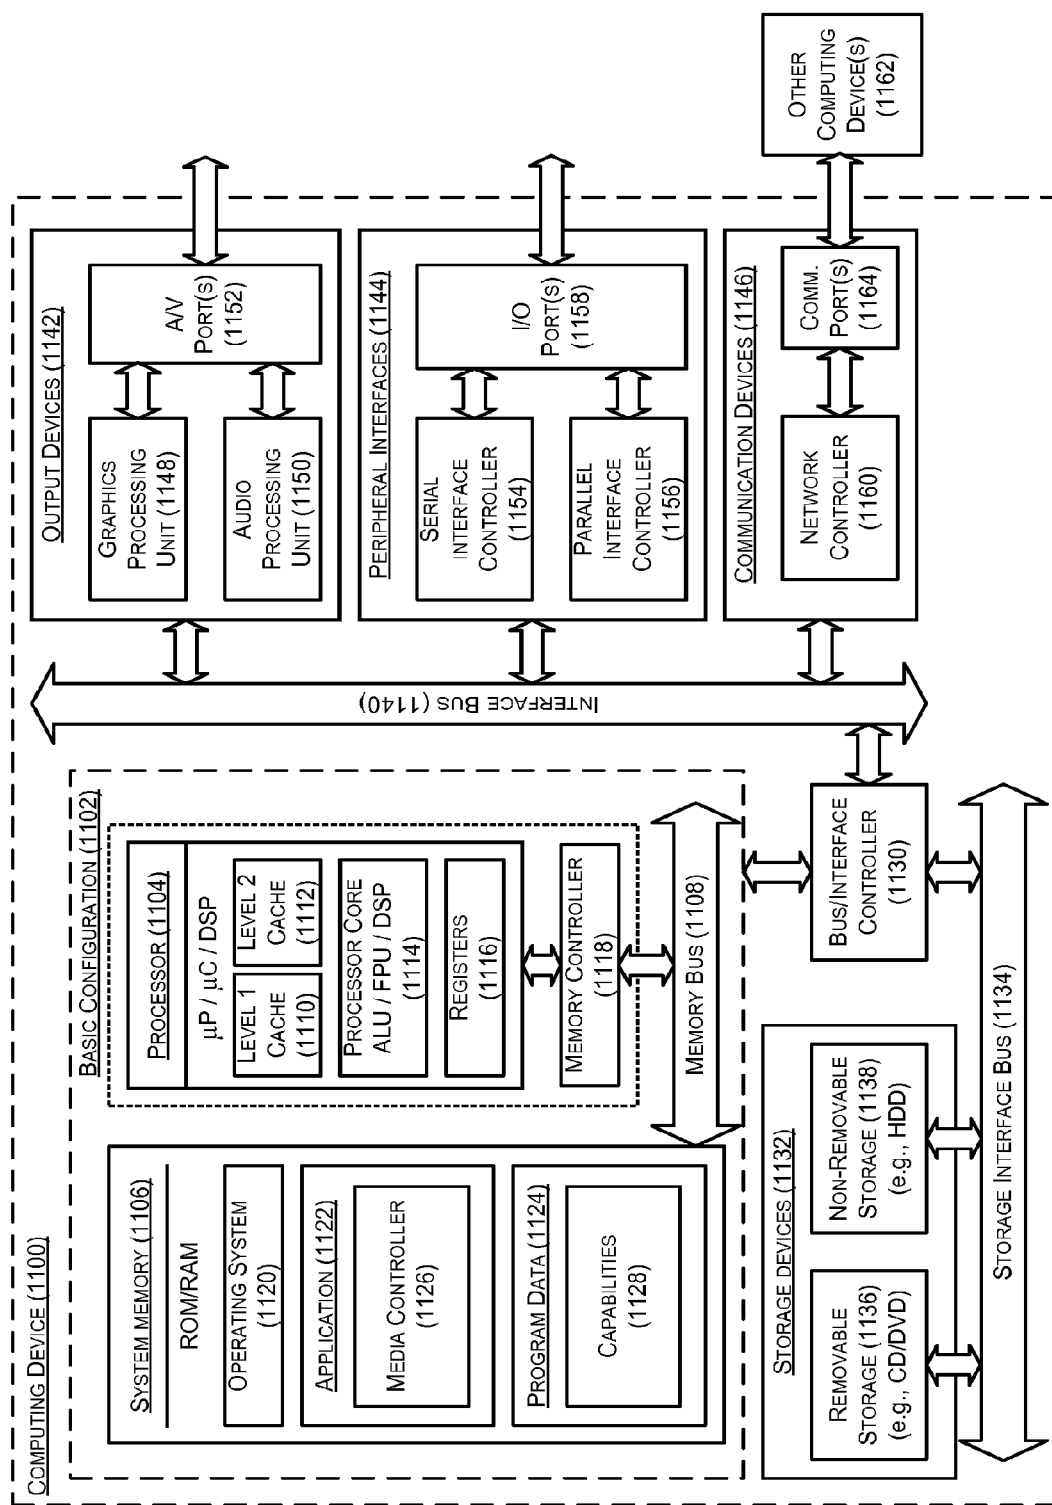 COMPUTING DEVICE (1100)
BASIC CONFIGURATION (1102)
SYSTEM MEMORY (1106)
ROM/RAM
OPERATING SYSTEM
(1120)
APPLICATION (1122)
MEDIA CONTROLLER
(1126)
PROGRAM DATA (1124)
CAPABILITIES
(1128)
PROCESSOR (1104)
µP / µC / DSP
LEVEL 1
CACHE
(1110)
LEVEL 2
CACHE
(1112)
PROCESSOR CORE
ALU / FPU / DSP
(1114)
REGISTERS
(1116)
MEMORY CONTROLLER
(1118)
MEMORY BUS (1108)
STORAGE DEVICES (1132)
REMOVABLE
STORAGE (1136)
(e.g., CD/DVD)
NON-REMOVABLE
STORAGE (1138)
(e.g., HDD)
BUS/INTERFACE
CONTROLLER
(1130)
STORAGE INTERFACE BUS (1134)
INTERFACE BUS (1140)
OUTPUT DEVICES (1142)
GRAPHICS
PROCESSING
UNIT (1148)
AUDIO
PROCESSING
UNIT (1150)
A/V
PORT(S)
(1152)
PERIPHERAL INTERFACES (1144)
SERIAL
INTERFACE
CONTROLLER
(1154)
PARALLEL
INTERFACE
CONTROLLER
(1156)
I/O
PORT(S)
(1158)
COMMUNICATION DEVICES (1146)
NETWORK
CONTROLLER
(1160)
COMM.
PORT(S)
(1164)
OTHER
COMPUTING
DEVICE(S)
(1162)